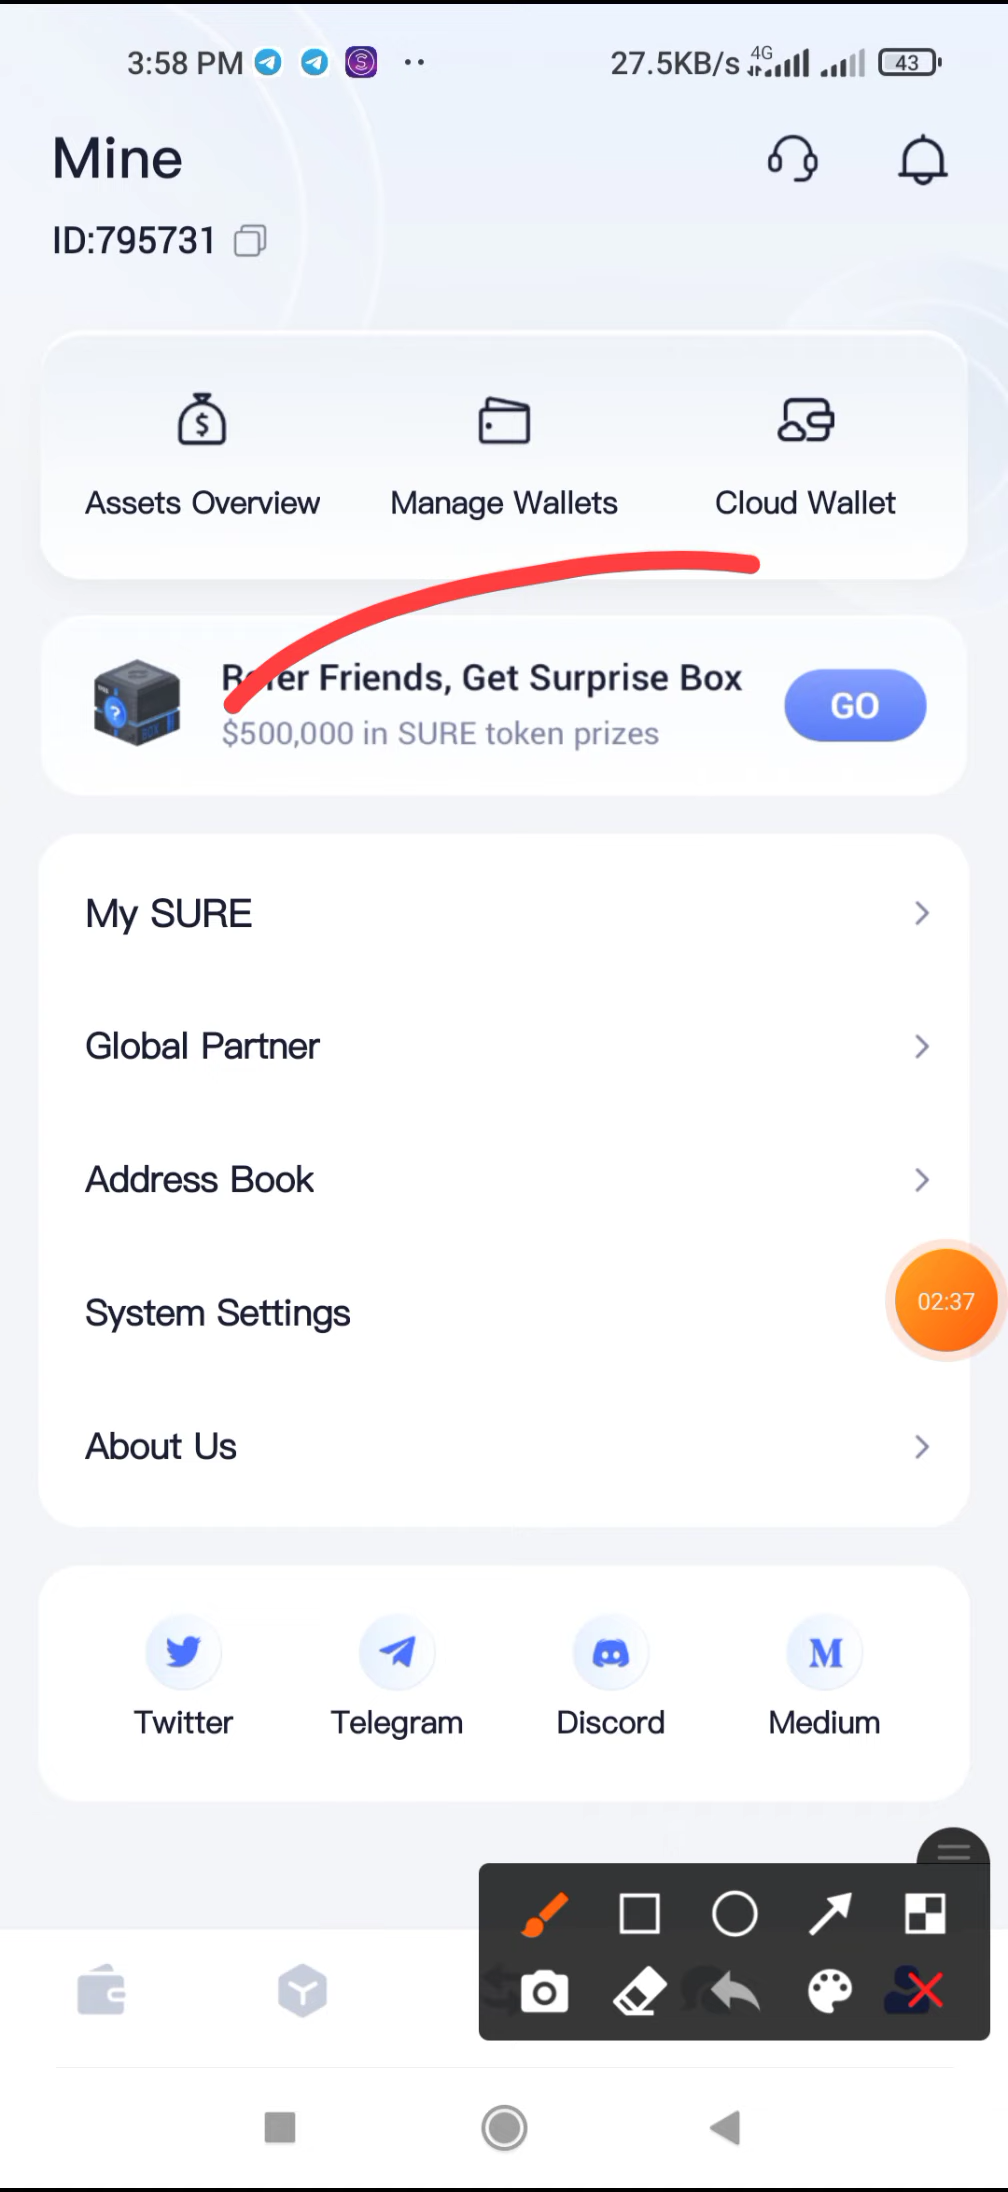 3:58 PM
27.5KB/s 4G 43
Mine
ID:795731
Assets Overview
Manage Wallets
Cloud Wallet
Refer Friends, Get Surprise Box
$500,000 in SURE token prizes
GO
My SURE
Global Partner
Address Book
System Settings
02:37
About Us
Twitter
Telegram
Discord
Medium